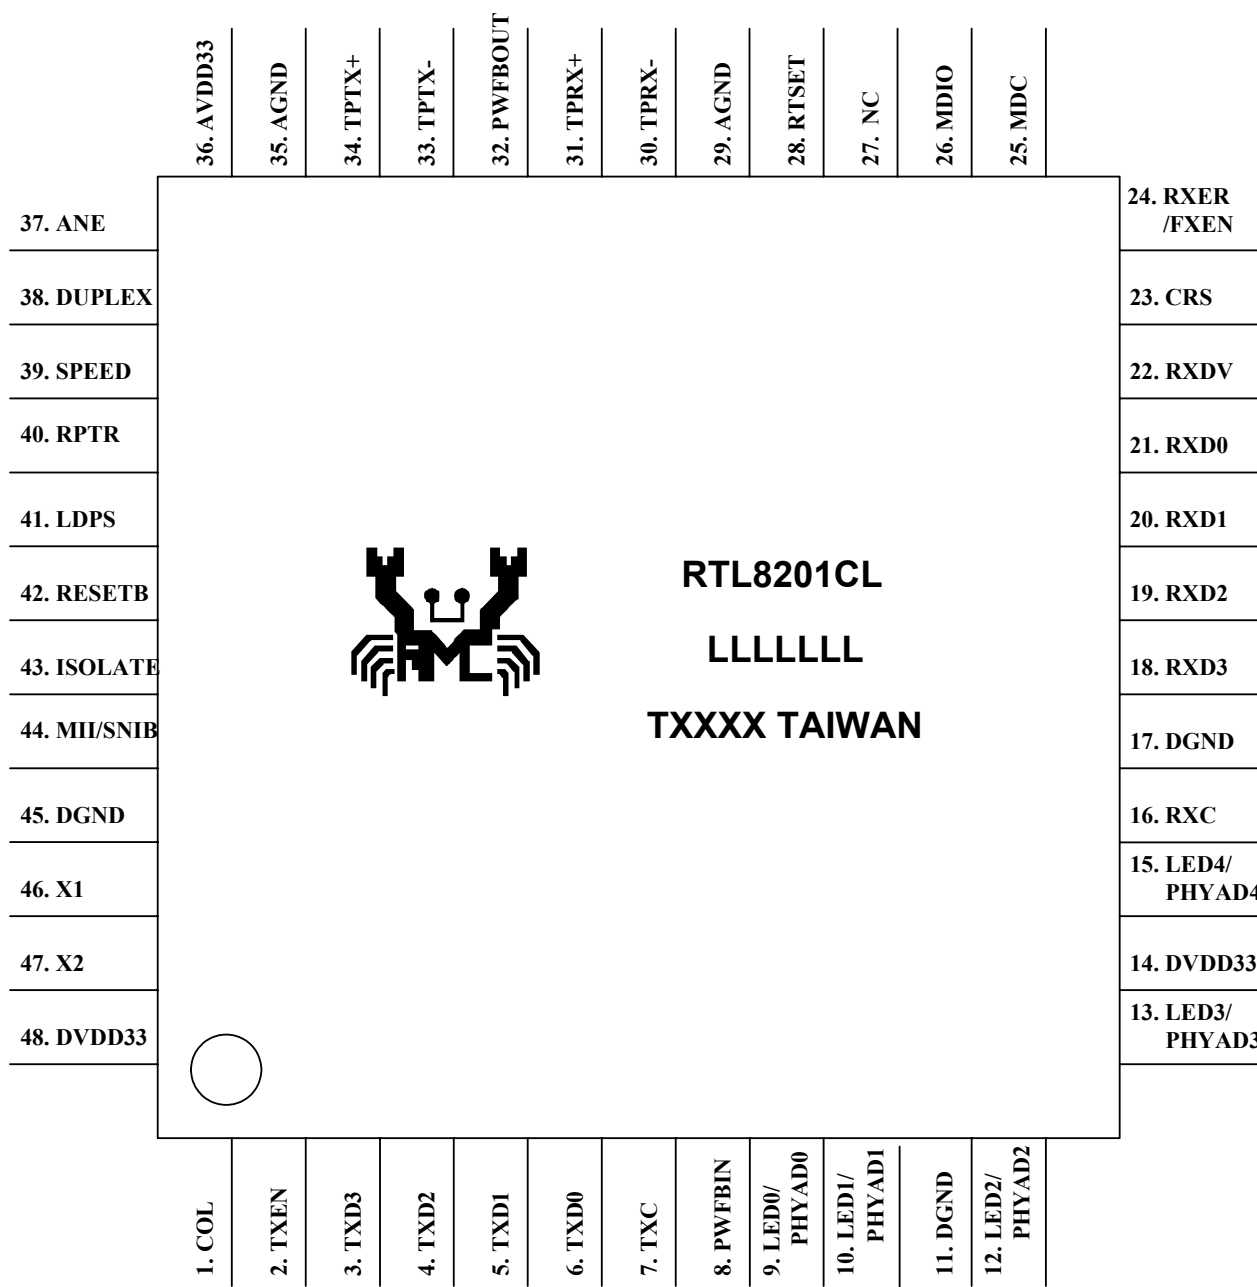 36. AVDD33
35. AGND
34. TPTX+
33. TPTX-
32. PWFBOUT
31. TPRX+
30. TPRX-
29. AGND
28. RTSET
27. NC
26. MDIO
25. MDC
37. ANE
38. DUPLEX
39. SPEED
40. RPTR
41. LDPS
42. RESETB
43. ISOLATE
44. MII/SNIB
45. DGND
46. X1
47. X2
48. DVDD33
RTL8201CL
LLLLLLL
TXXXX TAIWAN
24. RXER
/FXEN
23. CRS
22. RXDV
21. RXD0
20. RXD1
19. RXD2
18. RXD3
17. DGND
16. RXC
15. LED4/
PHYAD4
14. DVDD33
13. LED3/
PHYAD3
1. COL
2. TXEN
3. TXD3
4. TXD2
5. TXD1
6. TXD0
7. TXC
8. PWFBIN
9. LED0/
PHYAD0
10. LED1/
PHYAD1
11. DGND
12. LED2/
PHYAD2